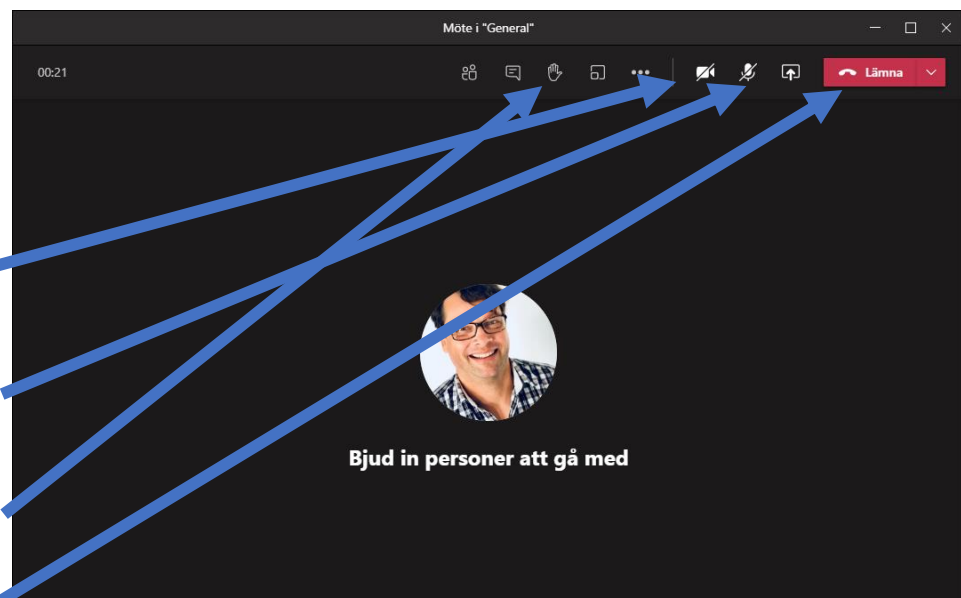 Möte i "General"
00:21
Lämna
Bjud in personer att gå med